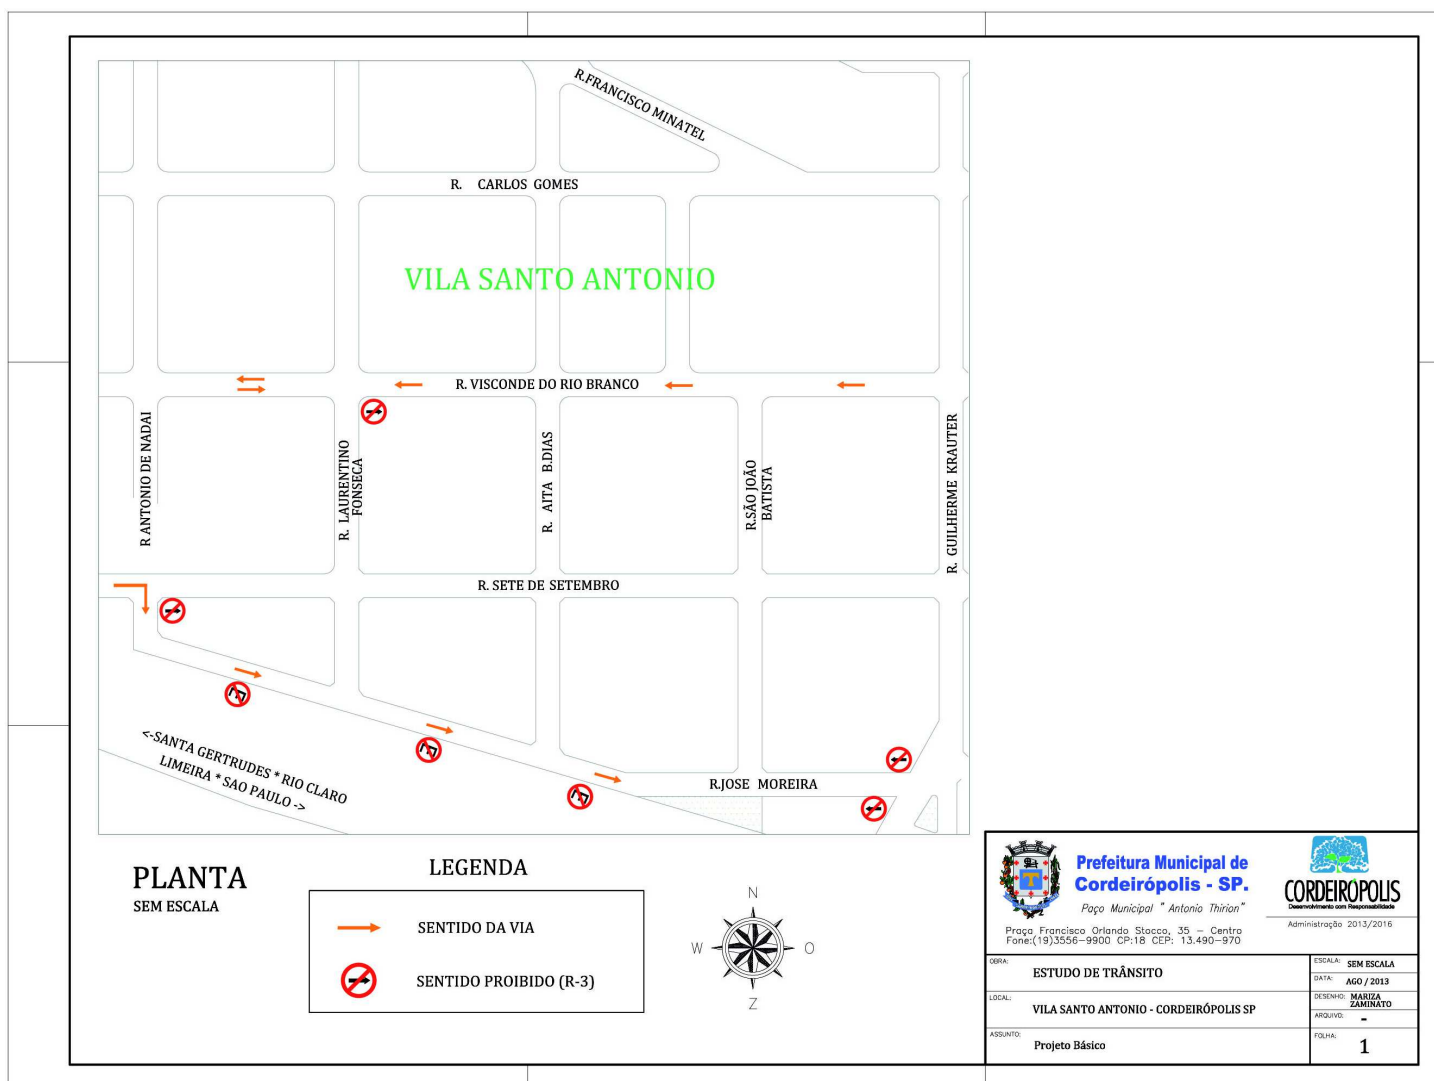 R.FRANCISCO MINATEL
R. CARLOS GOMES
VILA SANTO ANTONIO
R. VISCONDE DO RIO BRANCO
R ANTONIO DE NADAI
R. LAURENTINO
FONSECA
R. AITA B.DIAS
R.SÃO JOÃO
BATISTA
R. GUILHERME KRAUTER
R. SETE DE SETEMBRO
<-SANTA GERTRUDES * RIO CLARO
LIMEIRA * SAO PAULO ->
R.JOSE MOREIRA
PLANTA
SEM ESCALA
LEGENDA
SENTIDO DA VIA
SENTIDO PROIBIDO (R-3)
N
W
O
Z
Prefeitura Municipal de
Cordeirópolis - SP.
Paço Municipal " Antonio Thirion"
Praça Francisco Orlando Stocco, 35 - Centro
Fone:(19)3556-9900 CP:18 CEP: 13.490-970
CORDEIRÓPOLIS
Desenvolvimento com Responsabilidade
Administração 2013/2016
OBRA:
ESTUDO DE TRÂNSITO
LOCAL:
VILA SANTO ANTONIO - CORDEIRÓPOLIS SP
ASSUNTO:
Projeto Básico
ESCALA: SEM ESCALA
DATA: AGO / 2013
DESENHO: MARIZA
ZAMINATO
ARQUIVO: -
FOLHA: 1